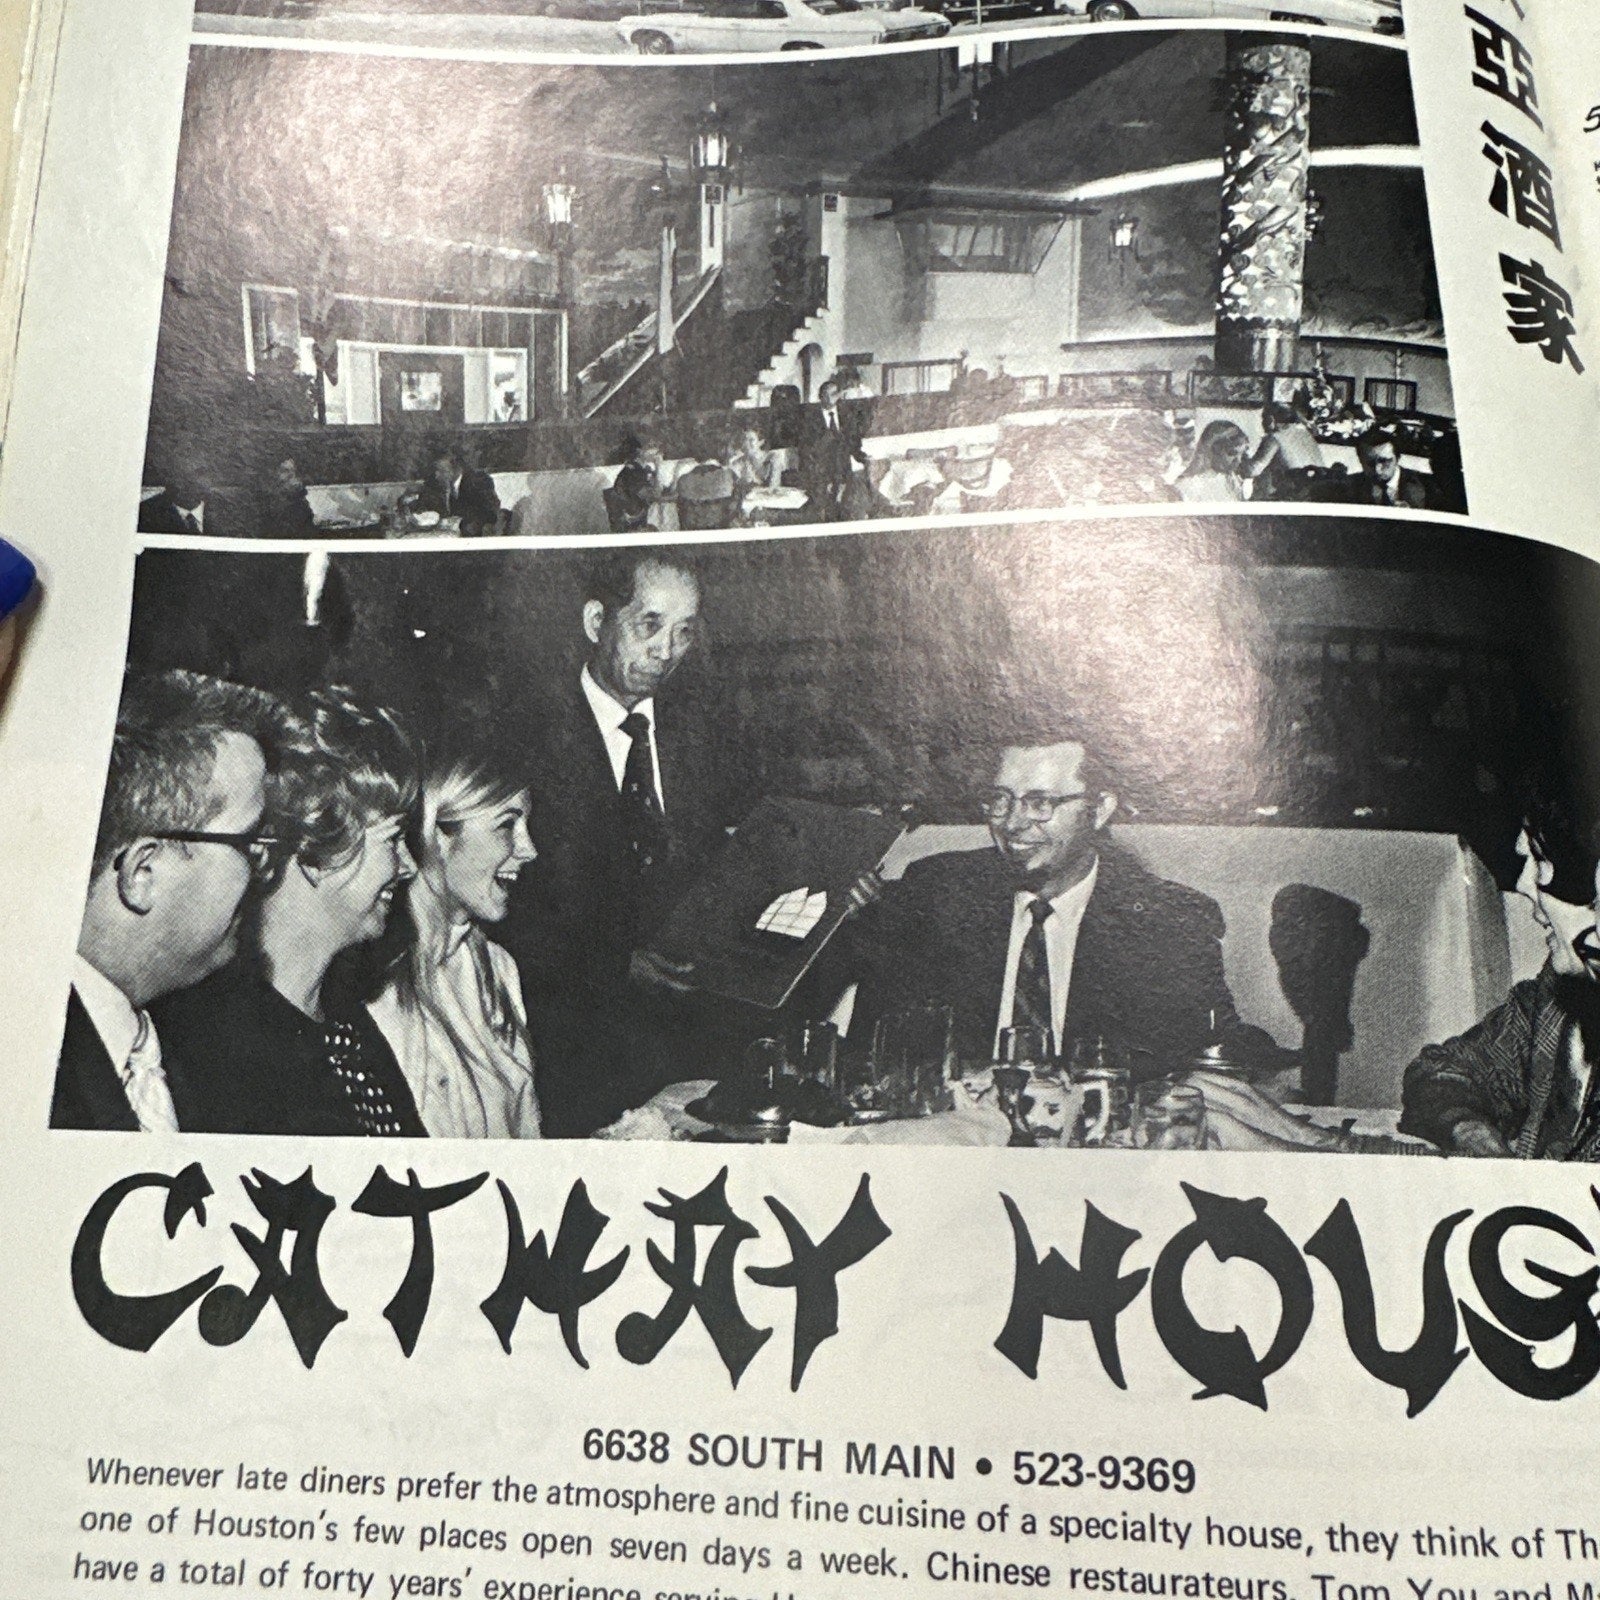 亞酒家
CATHAY HOUS
6638 SOUTH MAIN • 523-9369
Whenever late diners prefer the atmosphere and fine cuisine of a specialty house, they think of Th
one of Houston's few places open seven days a week. Chinese restaurateurs, Tom You and M
have a total of forty years' experience serving